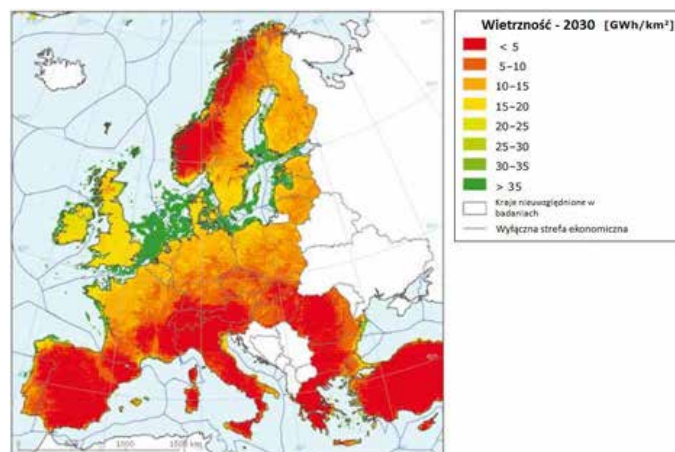 Wietrzność - 2030 [GWh/km²]
< 5
5-10
10-15
15-20
20-25
25-30
30-35
> 35
Kraje nieuwzględnione w
badaniach
Wyłączna strefa ekonomiczna
0 1000 1500 km